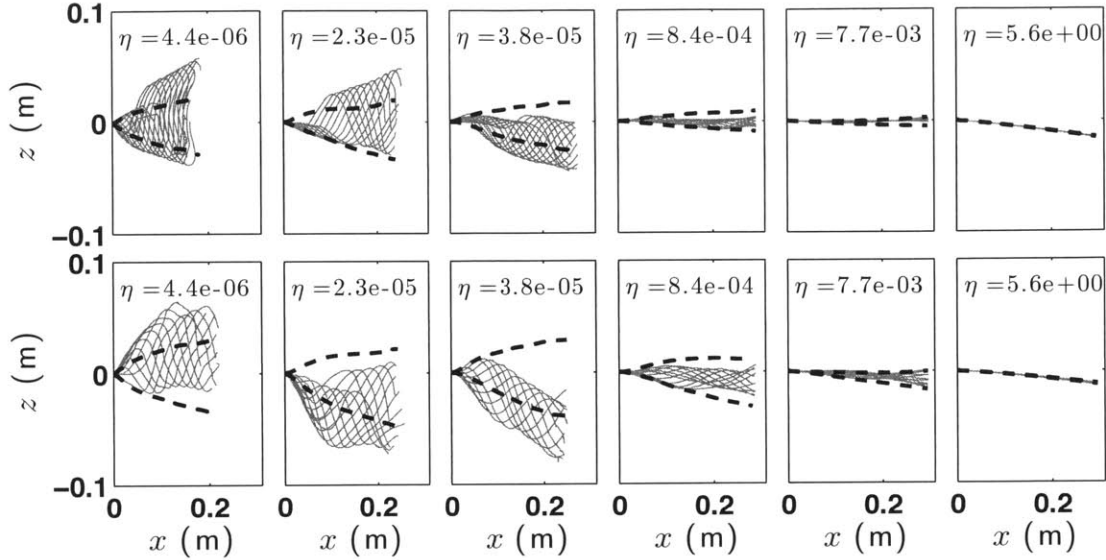 0.1
η = 4.4e-06 η = 2.3e-05 η = 3.8e-05 η = 8.4e-04 η = 7.7e-03 η = 5.6e+00
z (m)
0
−0.1
0.1
η = 4.4e-06 η = 2.3e-05 η = 3.8e-05 η = 8.4e-04 η = 7.7e-03 η = 5.6e+00
z (m)
0
−0.1
0 0.2 0 0.2 0 0.2 0 0.2 0 0.2 0 0.2
x (m) x (m) x (m) x (m) x (m) x (m)